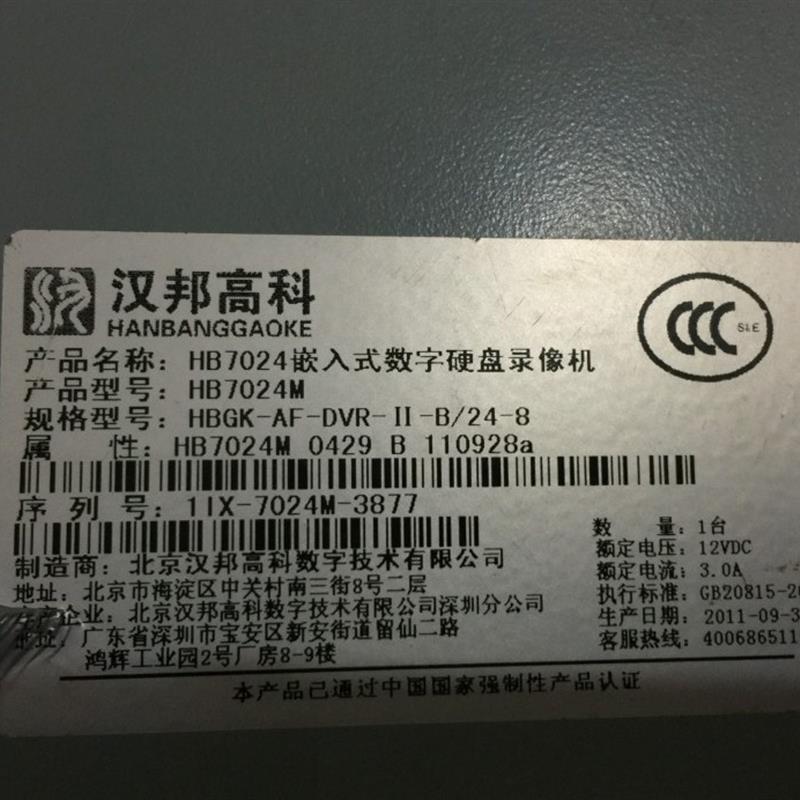 汉邦高科
HANBANGGAOKE
CCC
S&E
产品名称：HB7024嵌入式数字硬盘录像机
产品型号：HB7024M
规格型号：HBGK-AF-DVR-II-B/24-8
属 性：HB7024M 0429 B 110928a
序 列 号：1IX-7024M-3877
制造商：北京汉邦高科数字技术有限公司
地址：北京市海淀区中关村南三街8号二层
生产企业：北京汉邦高科数字技术有限公司深圳分公司
地址：广东省深圳市宝安区新安街道留仙二路
鸿辉工业园2号厂房8-9楼
数 量：1台
额定电压：12VDC
额定电流：3.0A
执行标准：GB20815-20
生产日期：2011-09-3
客服热线：400686511
本产品已通过中国国家强制性产品认证